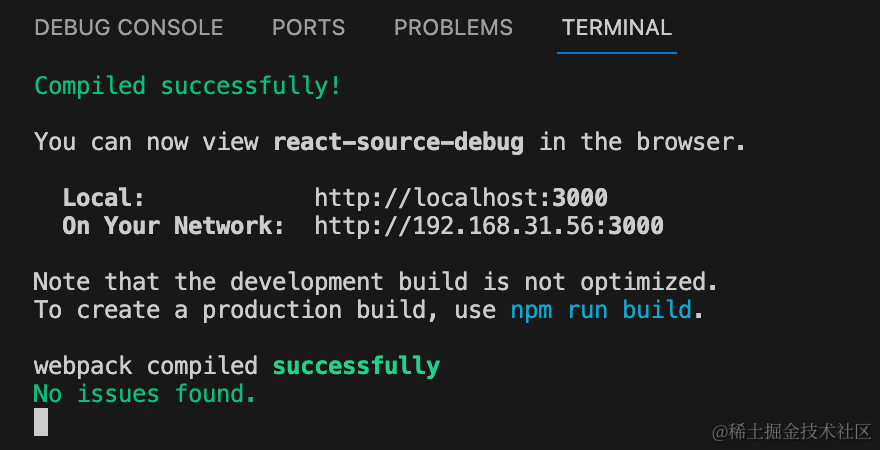 DEBUG CONSOLE PORTS PROBLEMS TERMINAL
Compiled successfully!
You can now view react-source-debug in the browser.
Local: http://localhost:3000
On Your Network: http://192.168.31.56:3000
Note that the development build is not optimized.
To create a production build, use npm run build.
webpack compiled successfully
No issues found.
@稀土掘金技术社区